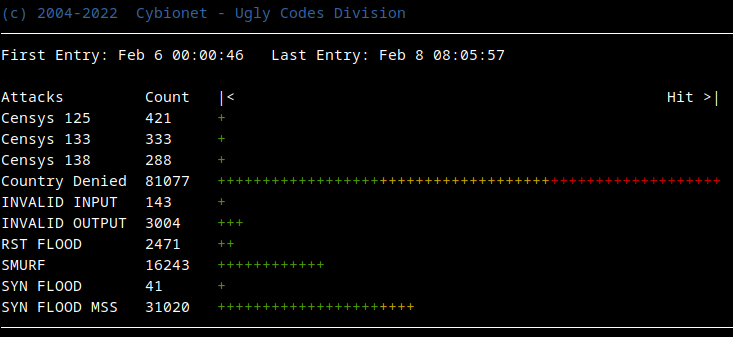 (c) 2004-2022  Cybionet - Ugly Codes Division
First Entry: Feb 6 00:00:46   Last Entry: Feb 8 08:05:57
Attacks         Count   |<                                                Hit >|
Censys 125      421     +
Censys 133      333     +
Censys 138      288     +
Country Denied  81077   ++++++++++++++++++++++++++++++++++++++++++++++++++++++++
INVALID INPUT   143     +
INVALID OUTPUT  3004    +++
RST FLOOD       2471    ++
SMURF           16243   ++++++++++++
SYN FLOOD       41      +
SYN FLOOD MSS   31020   ++++++++++++++++++++++